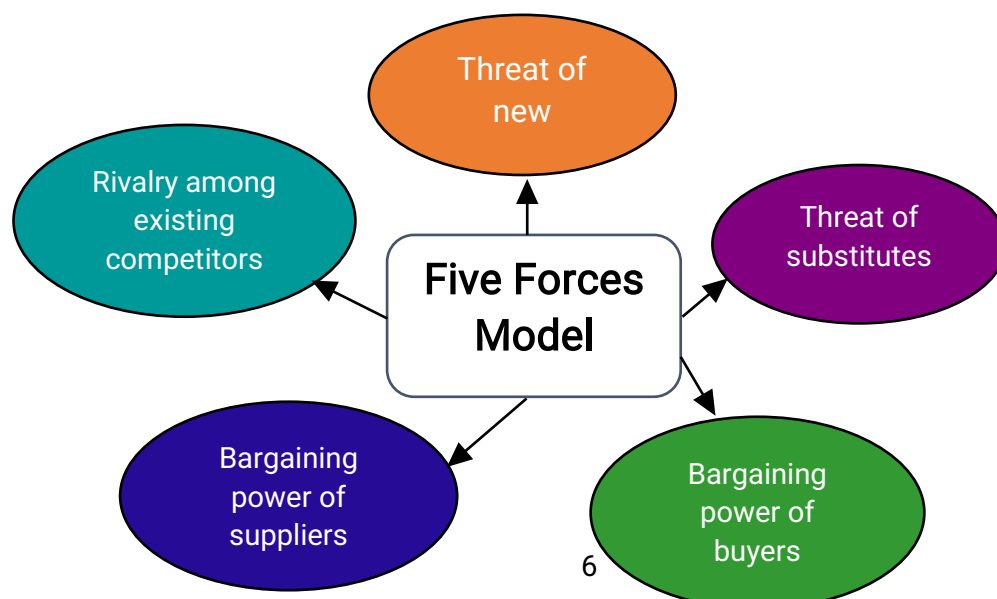 Threat of
new
Rivalry among
existing
competitors
Threat of
substitutes
Five Forces
Model
Bargaining
power of
suppliers
Bargaining
power of
buyers
6